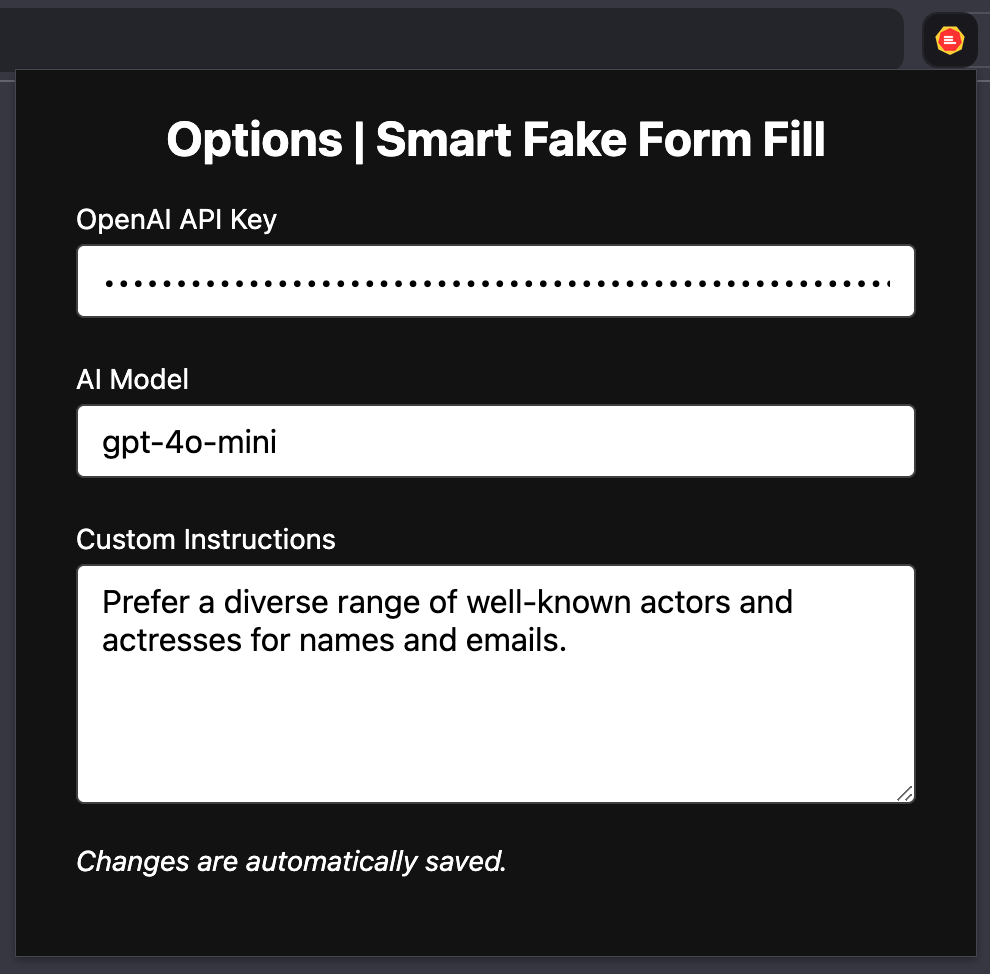 Options | Smart Fake Form Fill
OpenAI API Key
AI Model
gpt-4o-mini
Custom Instructions
Prefer a diverse range of well-known actors and
actresses for names and emails.
Changes are automatically saved.